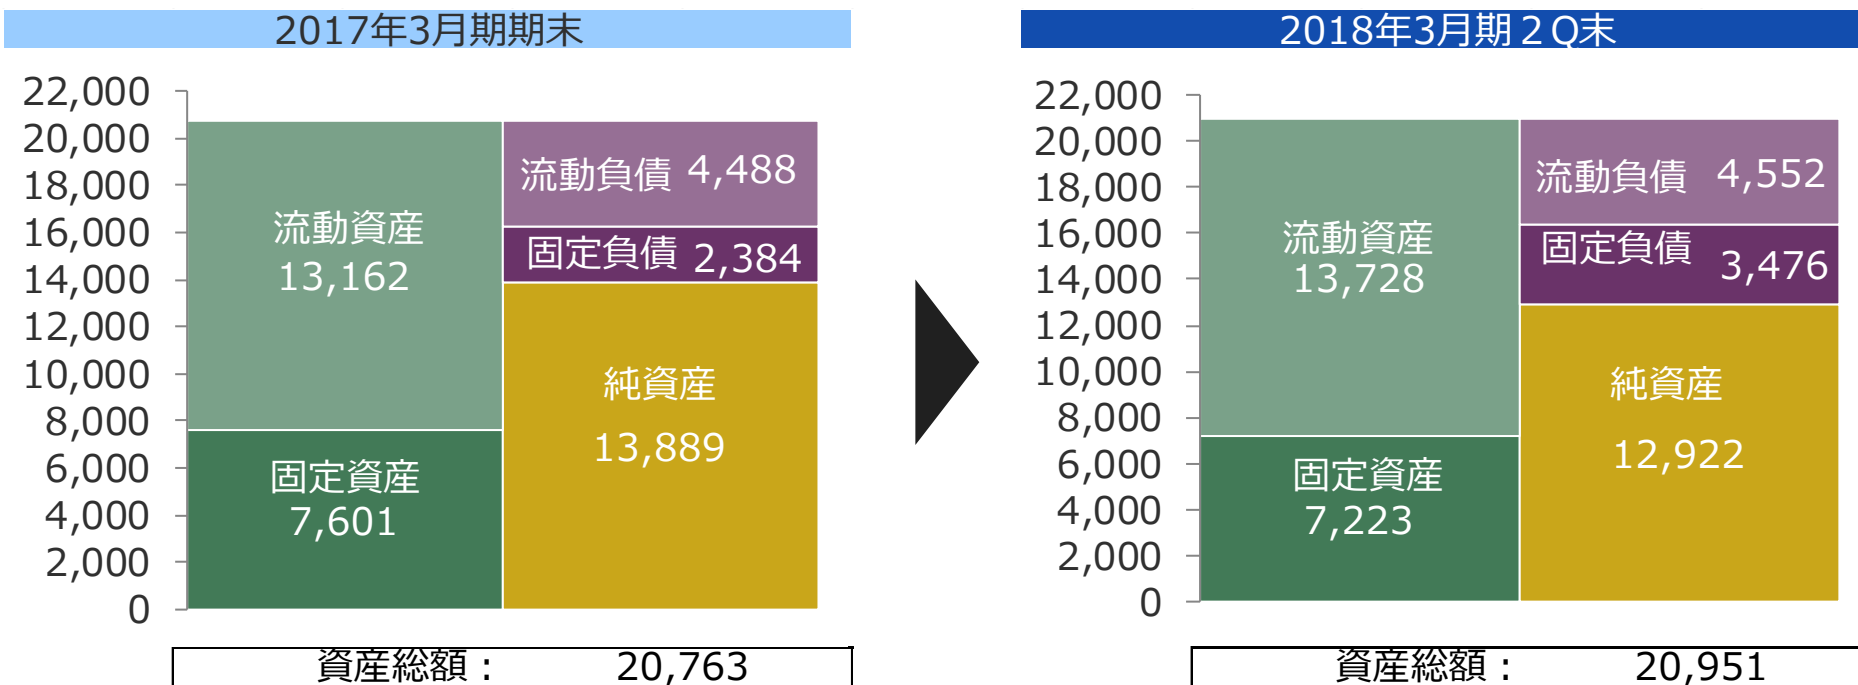 2017年3月期期末
22,000
20,000
18,000
16,000
14,000
12,000
10,000
8,000
6,000
4,000
2,000
0
流動資産
13,162
固定資産
7,601
流動負債 4,488
固定負債 2,384
純資産
13,889
資産総額： 20,763
2018年3月期２Q末
22,000
20,000
18,000
16,000
14,000
12,000
10,000
8,000
6,000
4,000
2,000
0
流動資産
13,728
固定資産
7,223
流動負債 4,552
固定負債 3,476
純資産
12,922
資産総額： 20,951